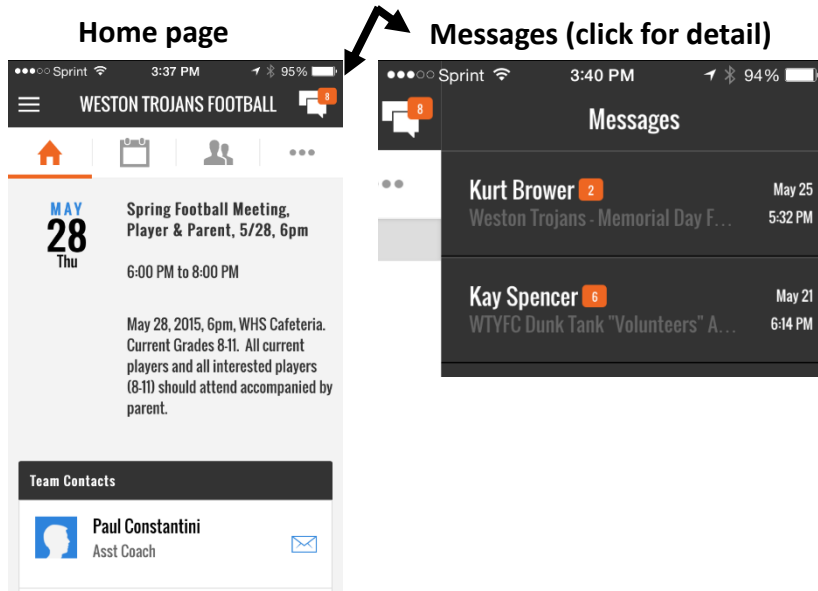 Home page
Sprint 3:37 PM 95%
WESTON TROJANS FOOTBALL 8
MAY
28
Thu
Spring Football Meeting,
Player & Parent, 5/28, 6pm
6:00 PM to 8:00 PM
May 28, 2015, 6pm, WHS Cafeteria.
Current Grades 8-11. All current
players and all interested players
(8-11) should attend accompanied by
parent.
Team Contacts
Paul Constantini
Asst Coach
Messages (click for detail)
Sprint 3:40 PM 94%
8
Messages
Kurt Brower 2 May 25
Weston Trojans - Memorial Day F... 5:32 PM
Kay Spencer 6 May 21
WTYFC Dunk Tank "Volunteers" A... 6:14 PM